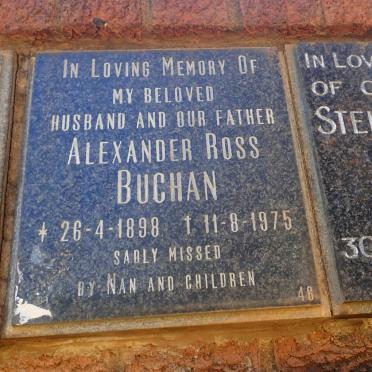 IN LOVING MEMORY OF
MY BELOVED
HUSBAND AND OUR FATHER
ALEXANDER ROSS
BUCHAN
* 26-4-1898 † 11-8-1975
SADLY MISSED
BY NAN AND CHILDREN
48
IN LO
OF
STE
30